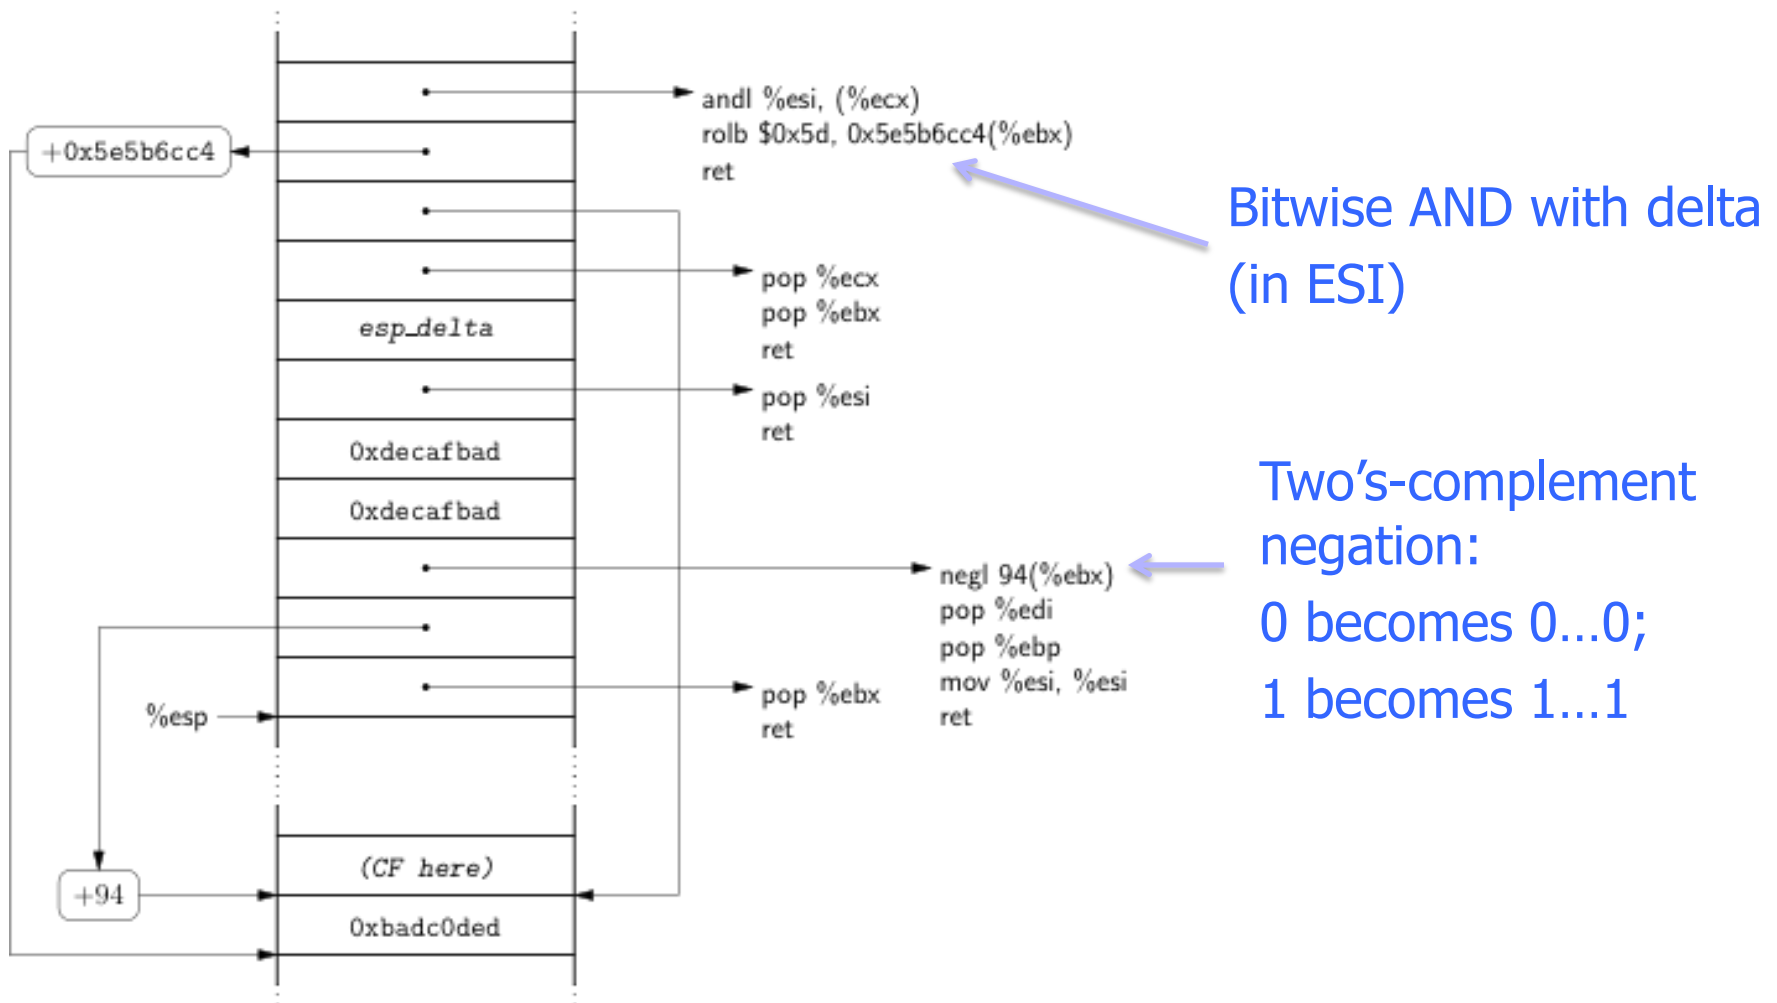 andl %esi, (%ecx)
rolb $0x5d, 0x5e5b6cc4(%ebx)
ret
+0x5e5b6cc4
Bitwise AND with delta
(in ESI)
pop %ecx
pop %ebx
ret
esp_delta
pop %esi
ret
0xdecafbad
0xdecafbad
Two’s-complement
negation:
0 becomes 0…0;
1 becomes 1…1
negl 94(%ebx)
pop %edi
pop %ebp
mov %esi, %esi
ret
pop %ebx
ret
%esp
(CF here)
+94
0xbadc0ded